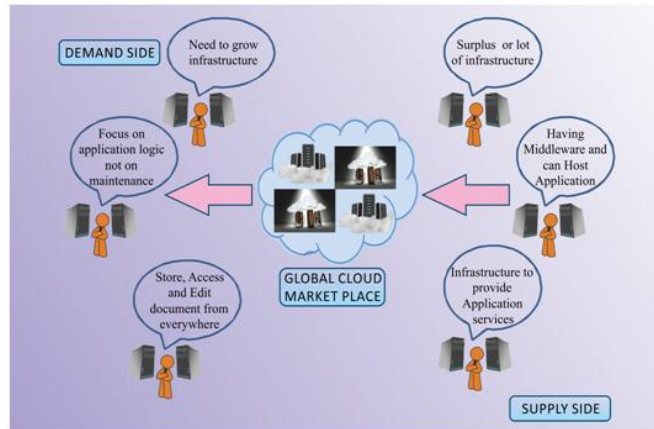 DEMAND SIDE
Need to grow
infrastructure
Focus on
application logic
not on
maintenance
Store, Access
and Edit
document from
everywhere
GLOBAL CLOUD
MARKET PLACE
Surplus or lot
of infrastructure
Having
Middleware and
can Host
Application
Infrastructure to
provide
Application
services
SUPPLY SIDE